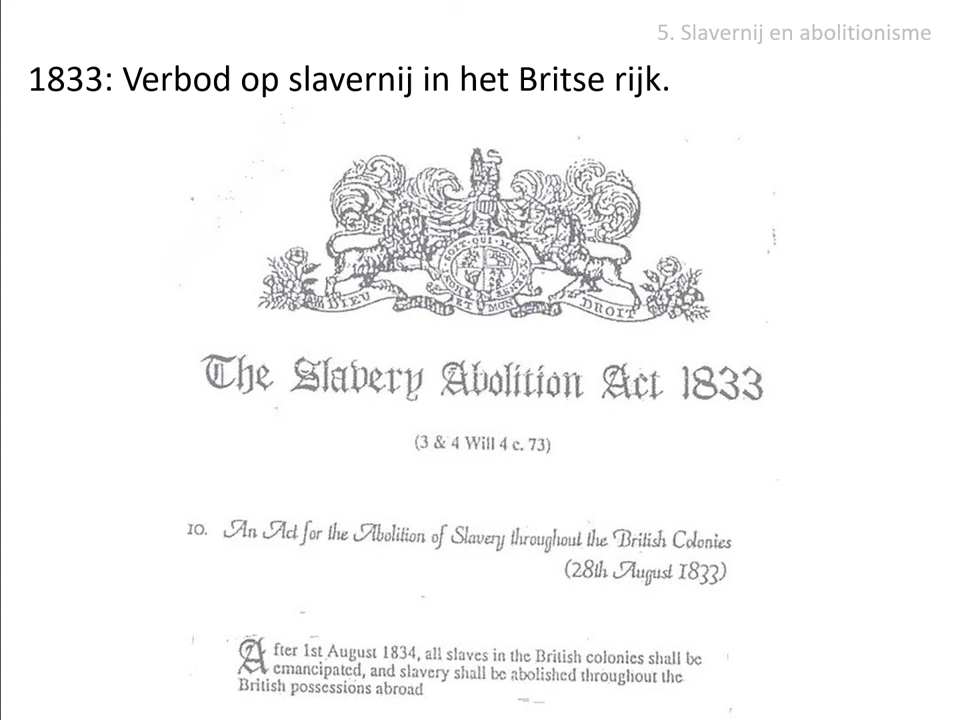 5. Slavernij en abolitionisme
1833: Verbod op slavernij in het Britse rijk.
DIEU ET MON DROIT
The Slavery Abolition Act 1833
(3 & 4 Will 4 c. 73)
10. An Act for the Abolition of Slavery throughout the British Colonies
(28th August 1833)
After 1st August 1834, all slaves in the British colonies shall be
emancipated, and slavery shall be abolished throughout the
British possessions abroad